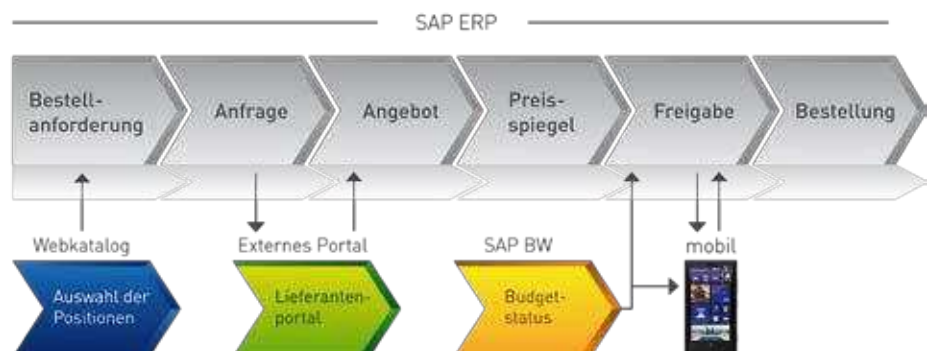 SAP ERP
Bestell-
anforderung
Anfrage
Angebot
Preis-
spiegel
Freigabe
Bestellung
Webkatalog
Auswahl der
Positionen
Externes Portal
Lieferanten-
portal
SAP BW
Budget-
status
mobil